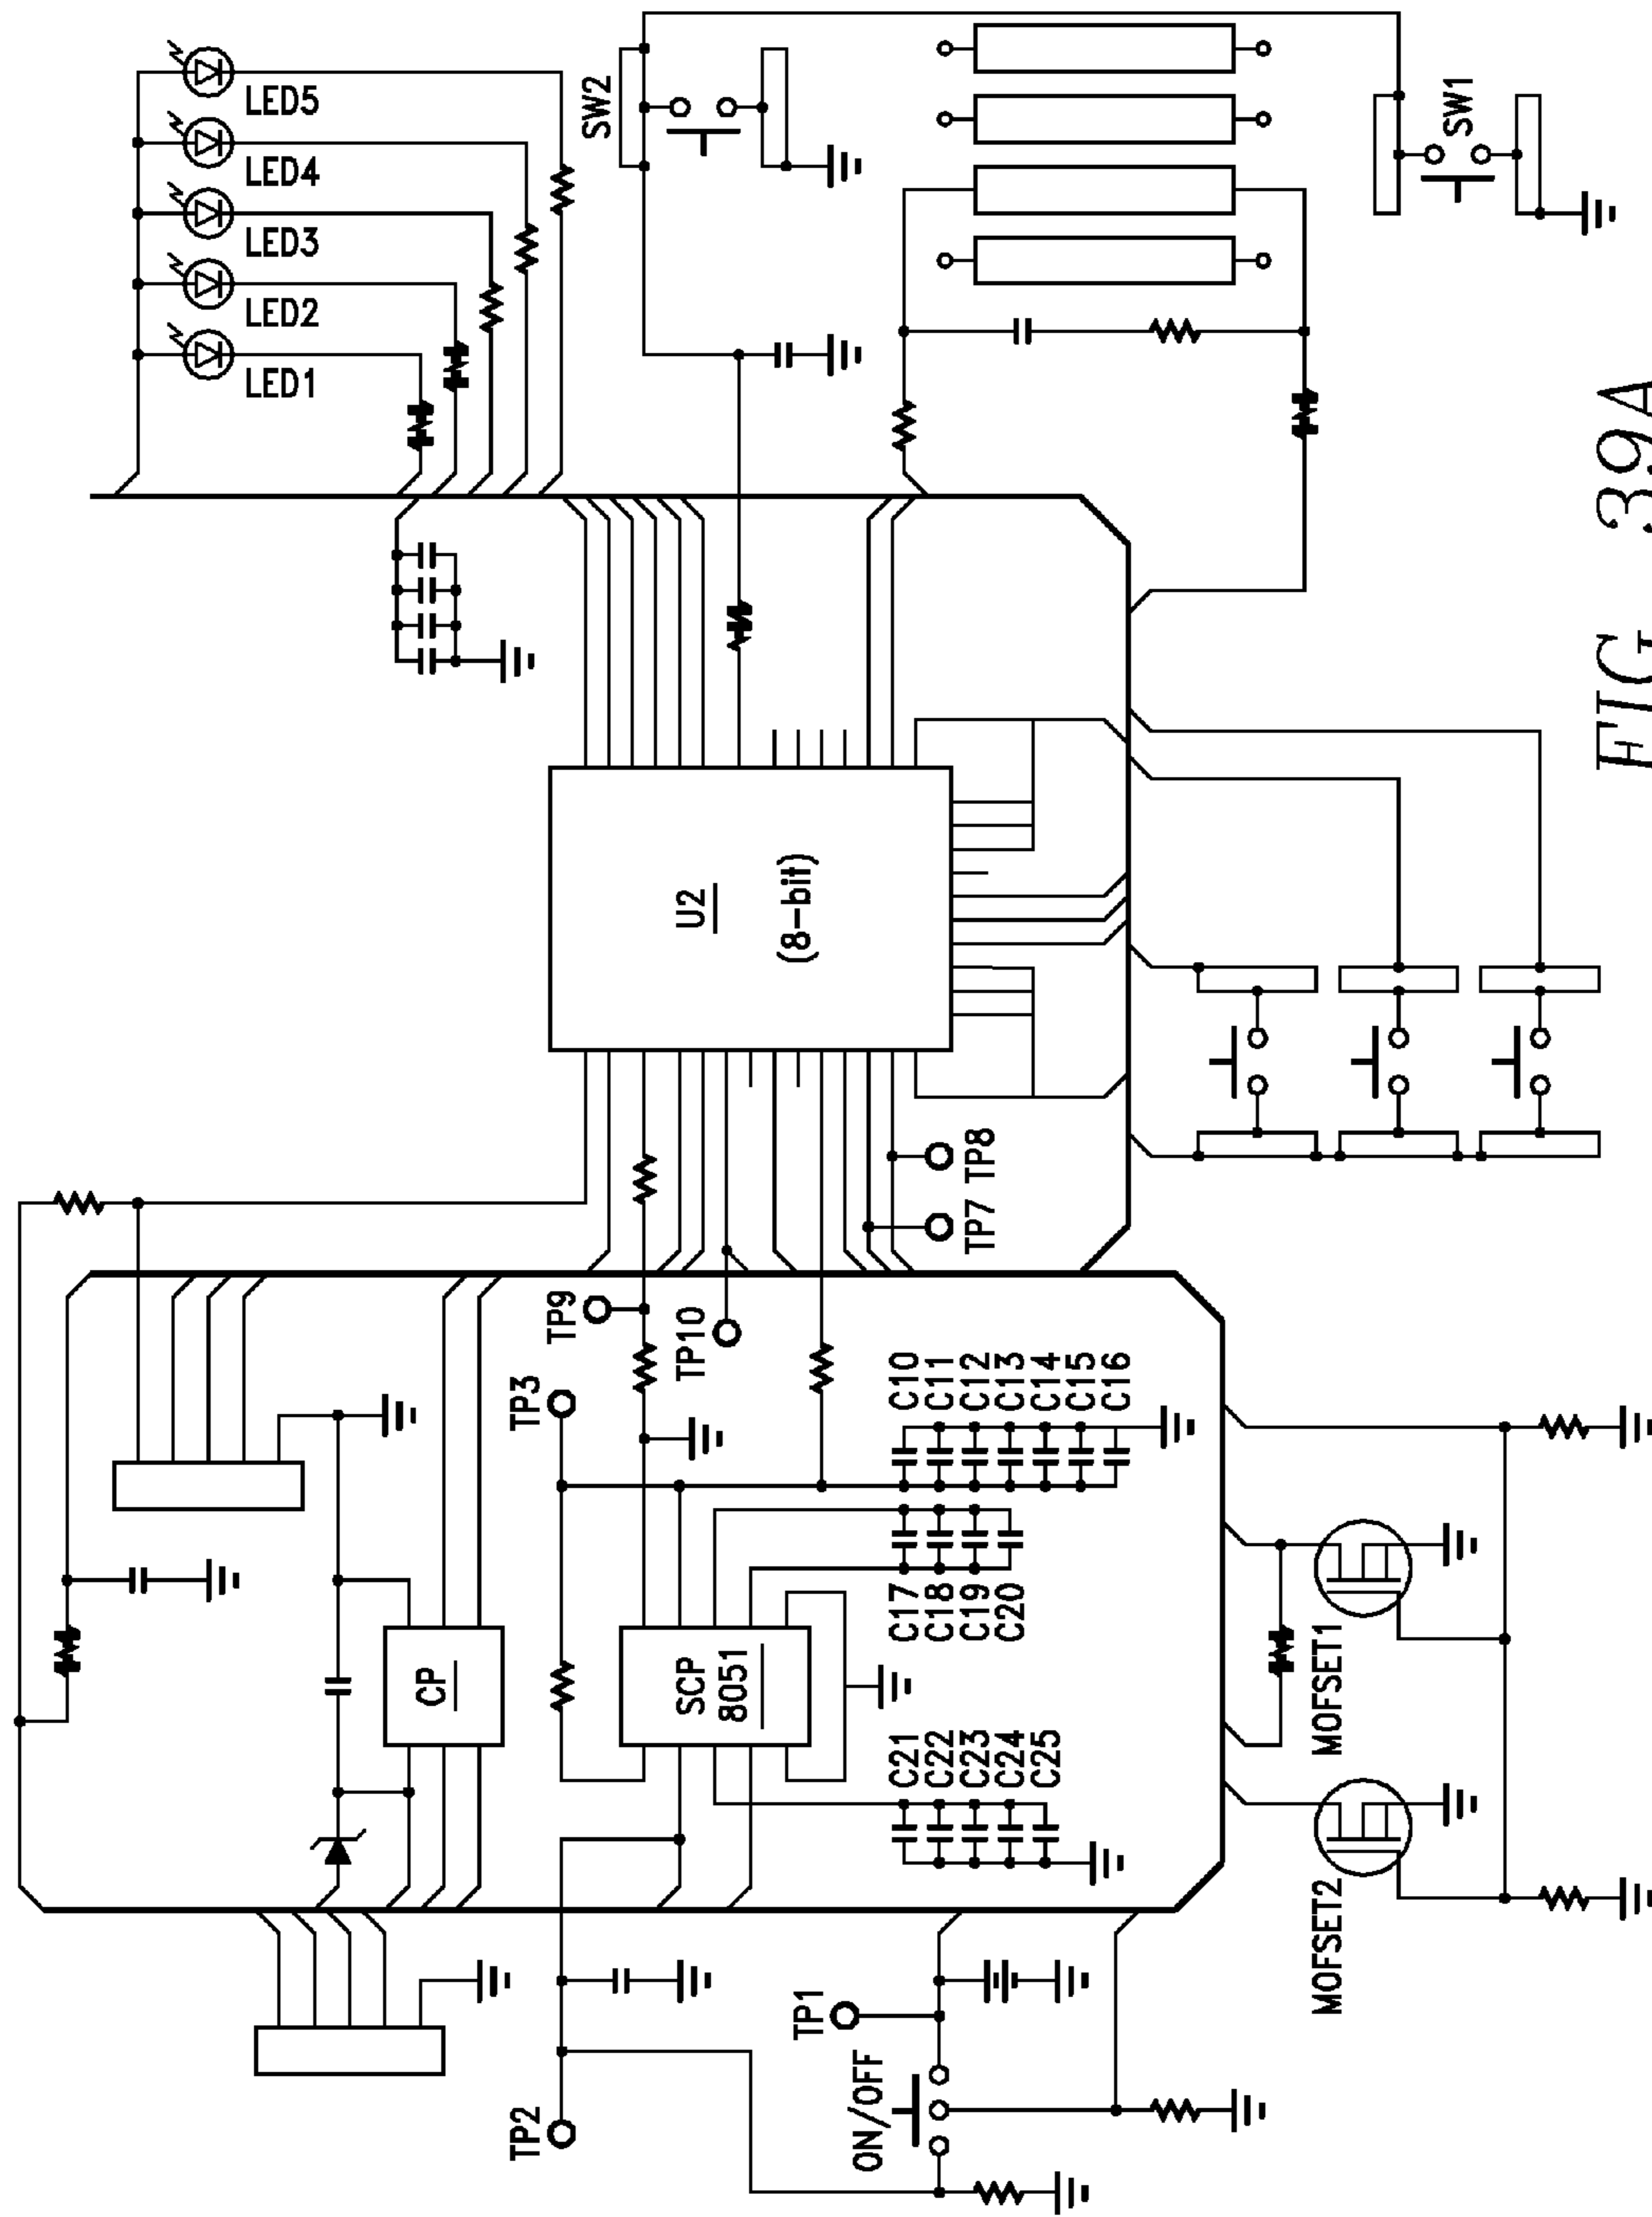 LED5
LED4
LED3
LED2
LED1
SW2
SW1
U2
(8-bit)
TP8
TP7
TP9
TP10
TP3
C10
C11
C12
C13
C14
C15
C16
C17
C18
C19
C20
CP
SCP
8051
C21
C22
C23
C24
C25
MOFSET1
MOFSET2
TP1
TP2
ON/OFF
FIG 39A